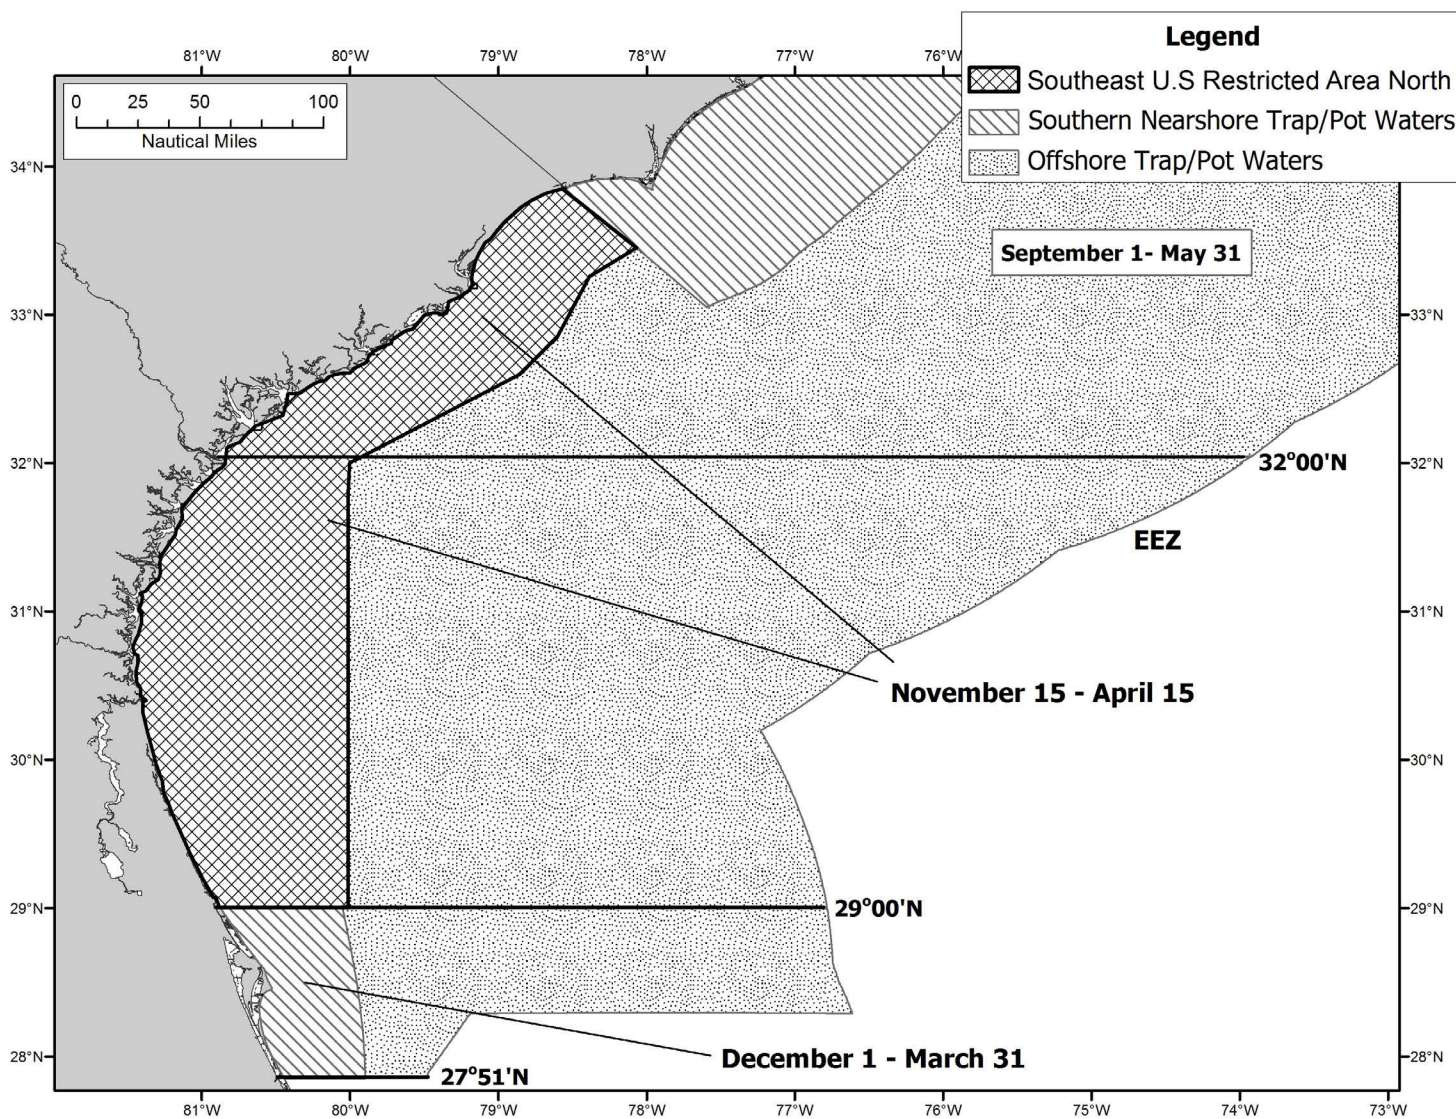 Legend
Southeast U.S Restricted Area North
Southern Nearshore Trap/Pot Waters
Offshore Trap/Pot Waters
81°W 80°W 79°W 78°W 77°W 76°W
0 25 50 100
Nautical Miles
34°N
September 1- May 31
33°N 33°N
32°N 32°00'N 32°N
EEZ
31°N 31°N
November 15 - April 15
30°N 30°N
29°N 29°00'N 29°N
28°N December 1 - March 31 28°N
27°51'N
81°W 80°W 79°W 78°W 77°W 76°W 75°W 74°W 73°W